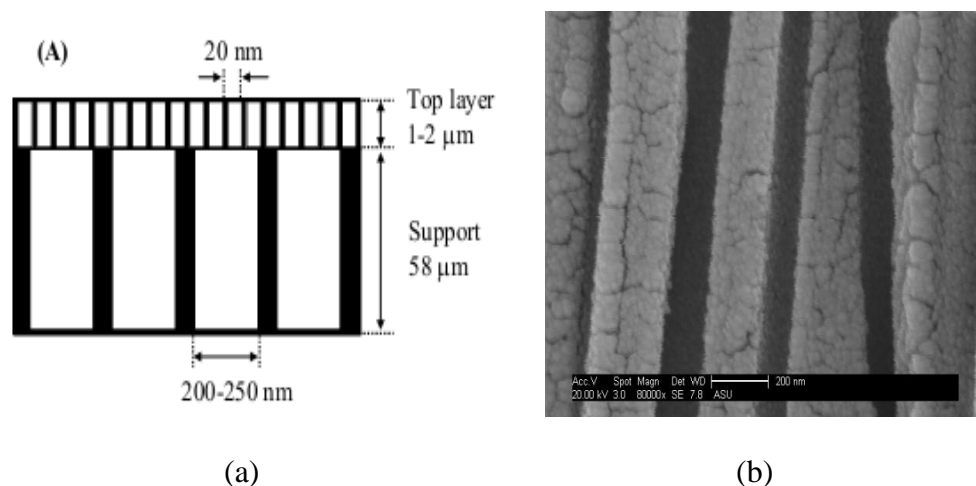 (A)
20 nm
Top layer
1-2 µm
Support
58 µm
200-250 nm
Acc.V Spot Magn Det WD 200 nm
20.00 kV 3.0 80000x SE 7.8 ASU
(a)
(b)